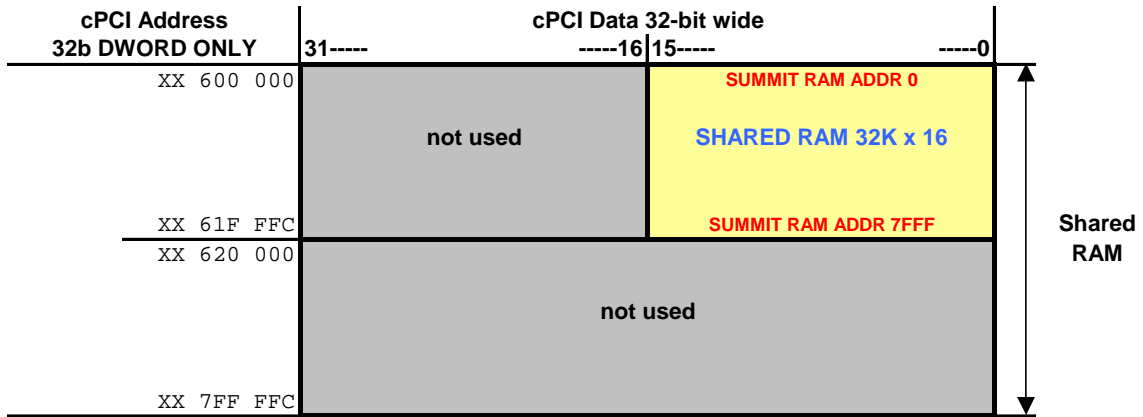 cPCI Address cPCI Data 32-bit wide
32b DWORD ONLY 31----- -----16 15----- -----0
XX 600 000 SUMMIT RAM ADDR 0
not used SHARED RAM 32K x 16
XX 61F FFC SUMMIT RAM ADDR 7FFF Shared
XX 620 000 RAM
not used
XX 7FF FFC